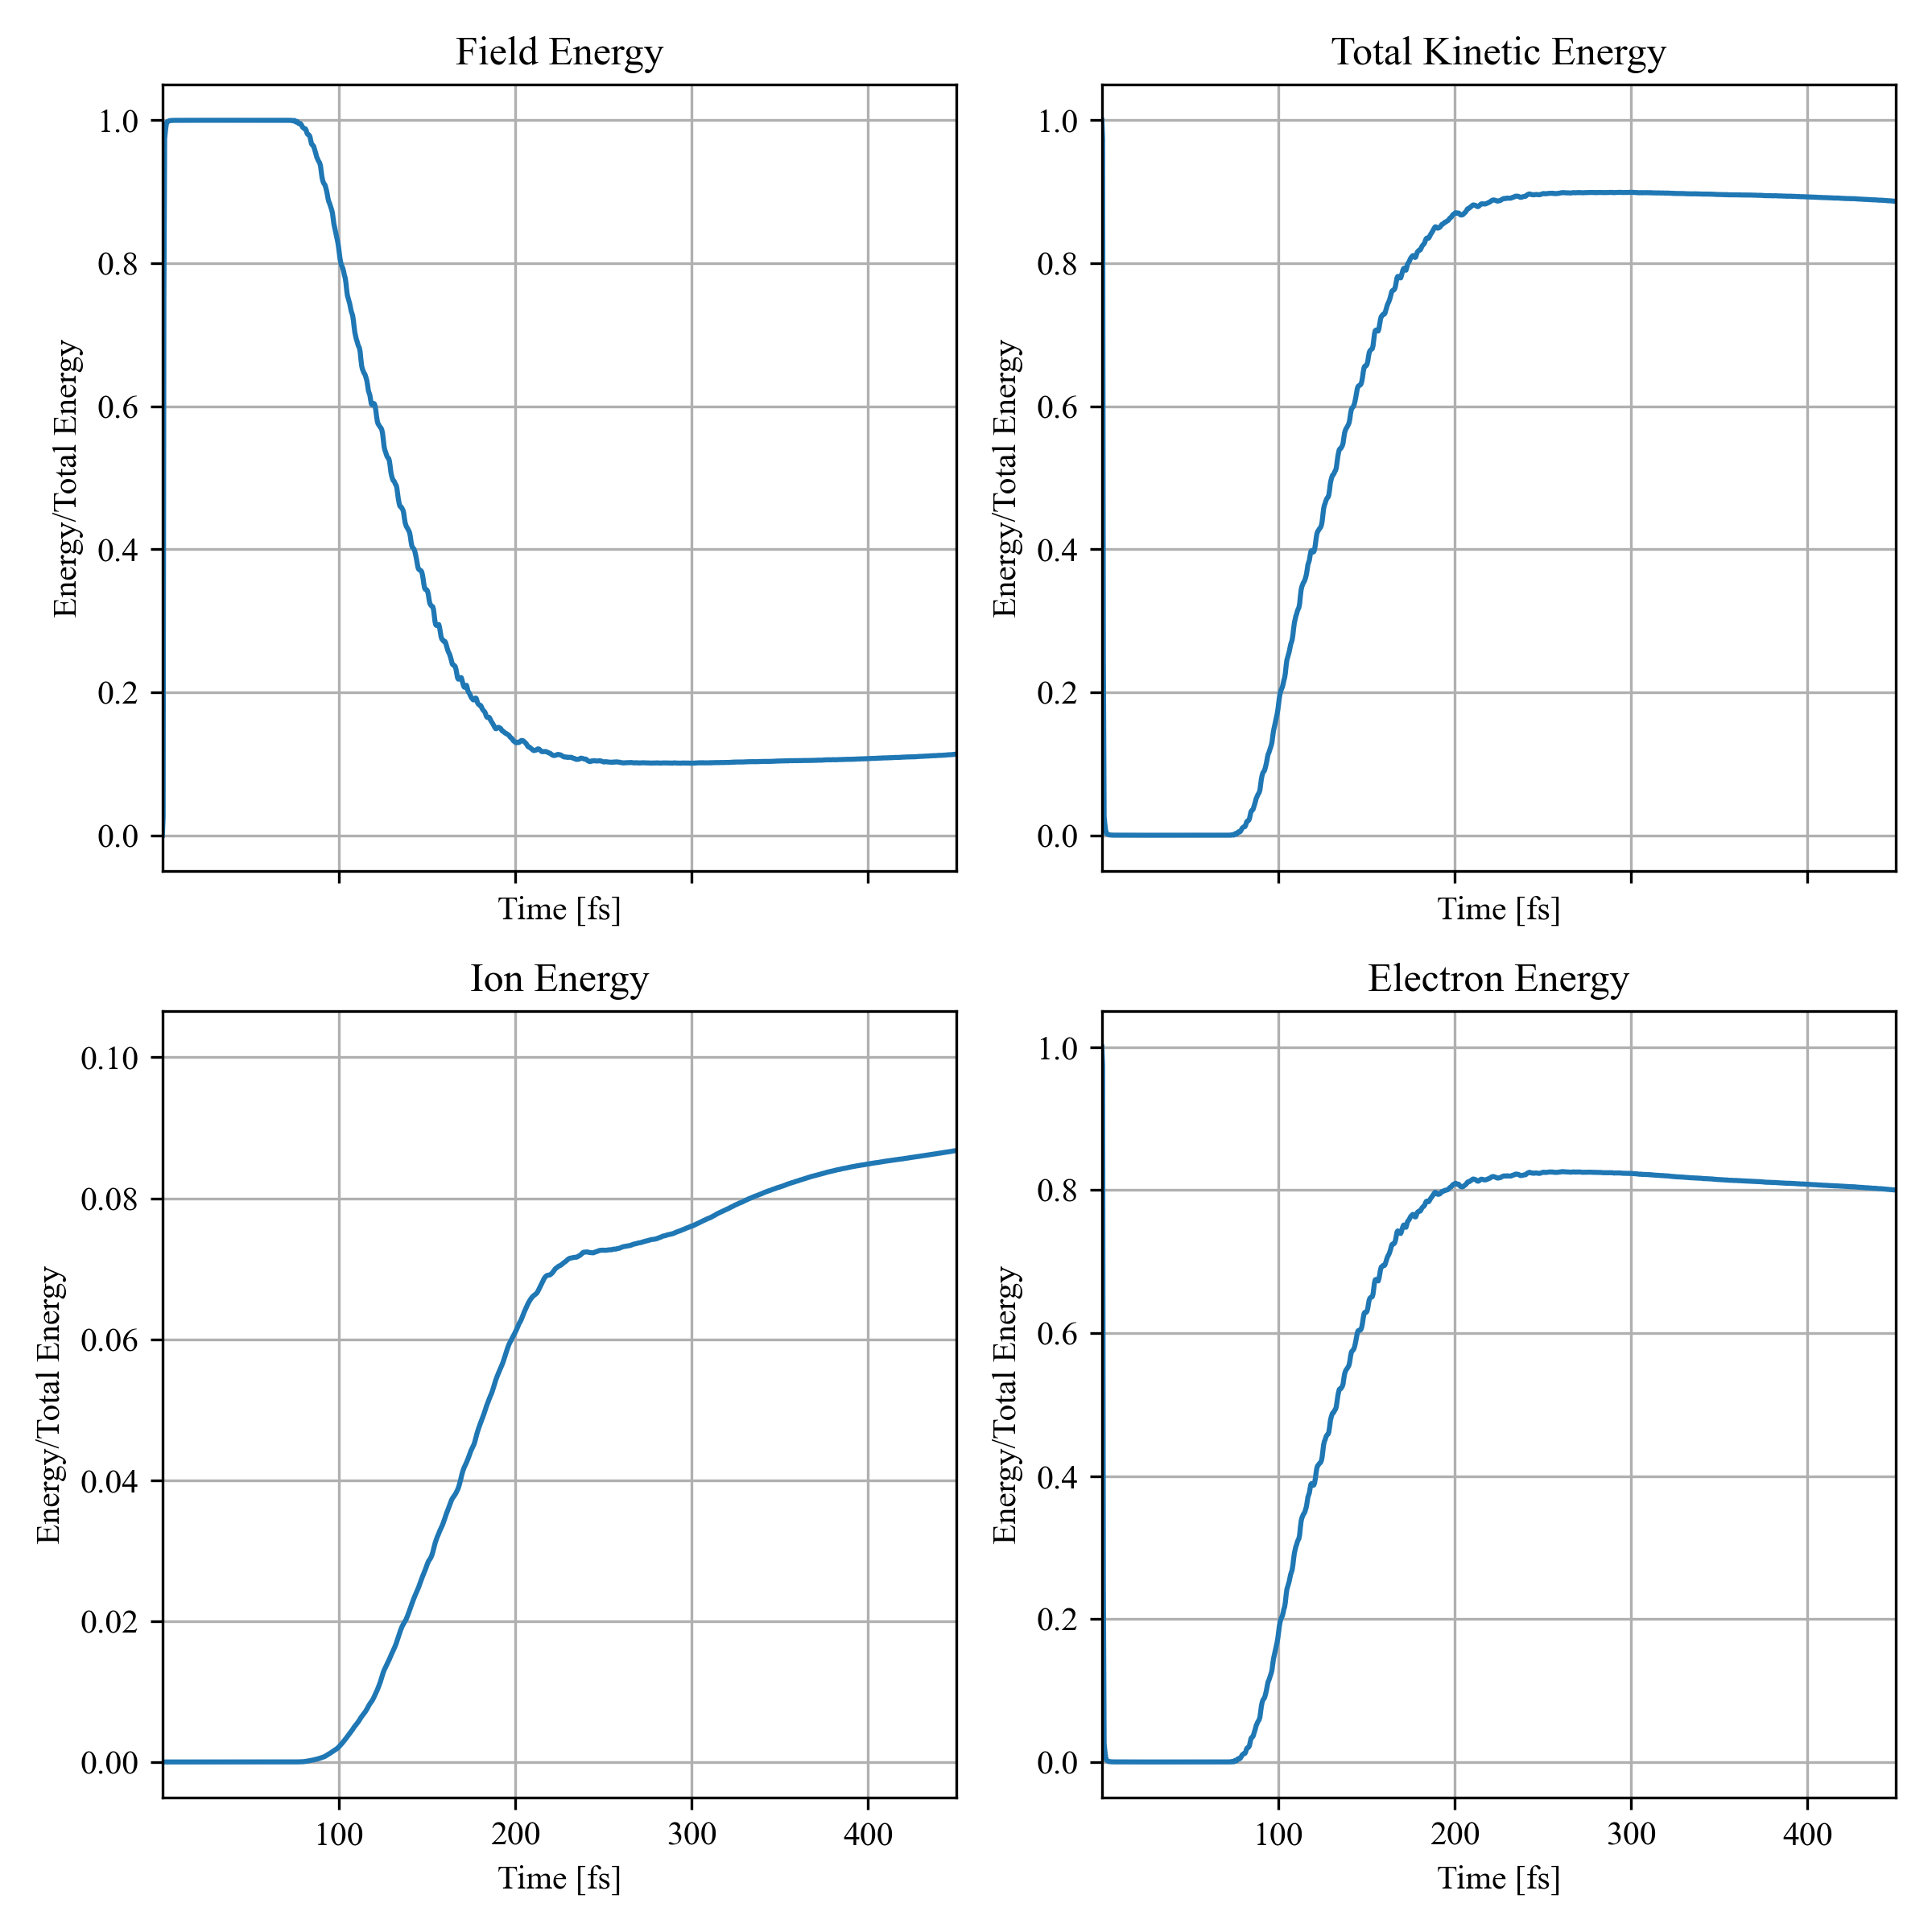 Field Energy
Energy/Total Energy
1.0
0.8
0.6
0.4
0.2
0.0
Time [fs]
Total Kinetic Energy
Energy/Total Energy
1.0
0.8
0.6
0.4
0.2
0.0
Time [fs]
Ion Energy
Energy/Total Energy
0.10
0.08
0.06
0.04
0.02
0.00
100 200 300 400
Time [fs]
Electron Energy
Energy/Total Energy
1.0
0.8
0.6
0.4
0.2
0.0
100 200 300 400
Time [fs]